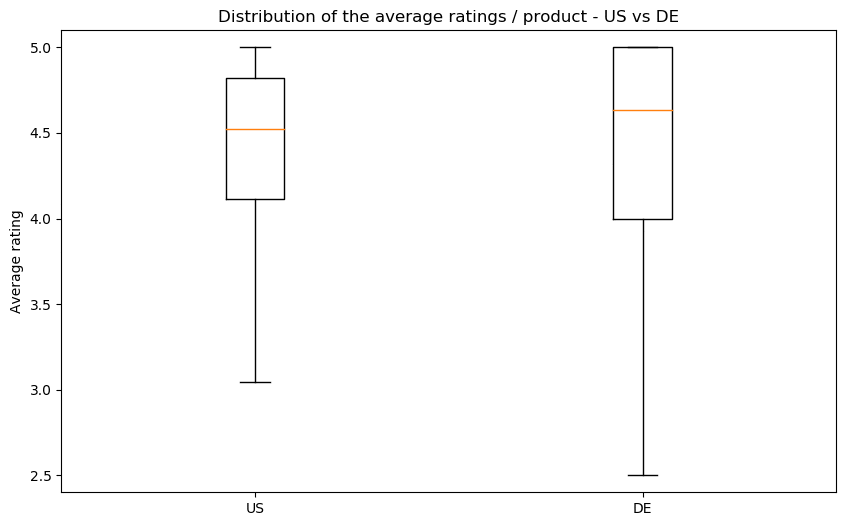 Distribution of the average ratings / product - US vs DE
Average rating
5.0
4.5
4.0
3.5
3.0
2.5
US
DE